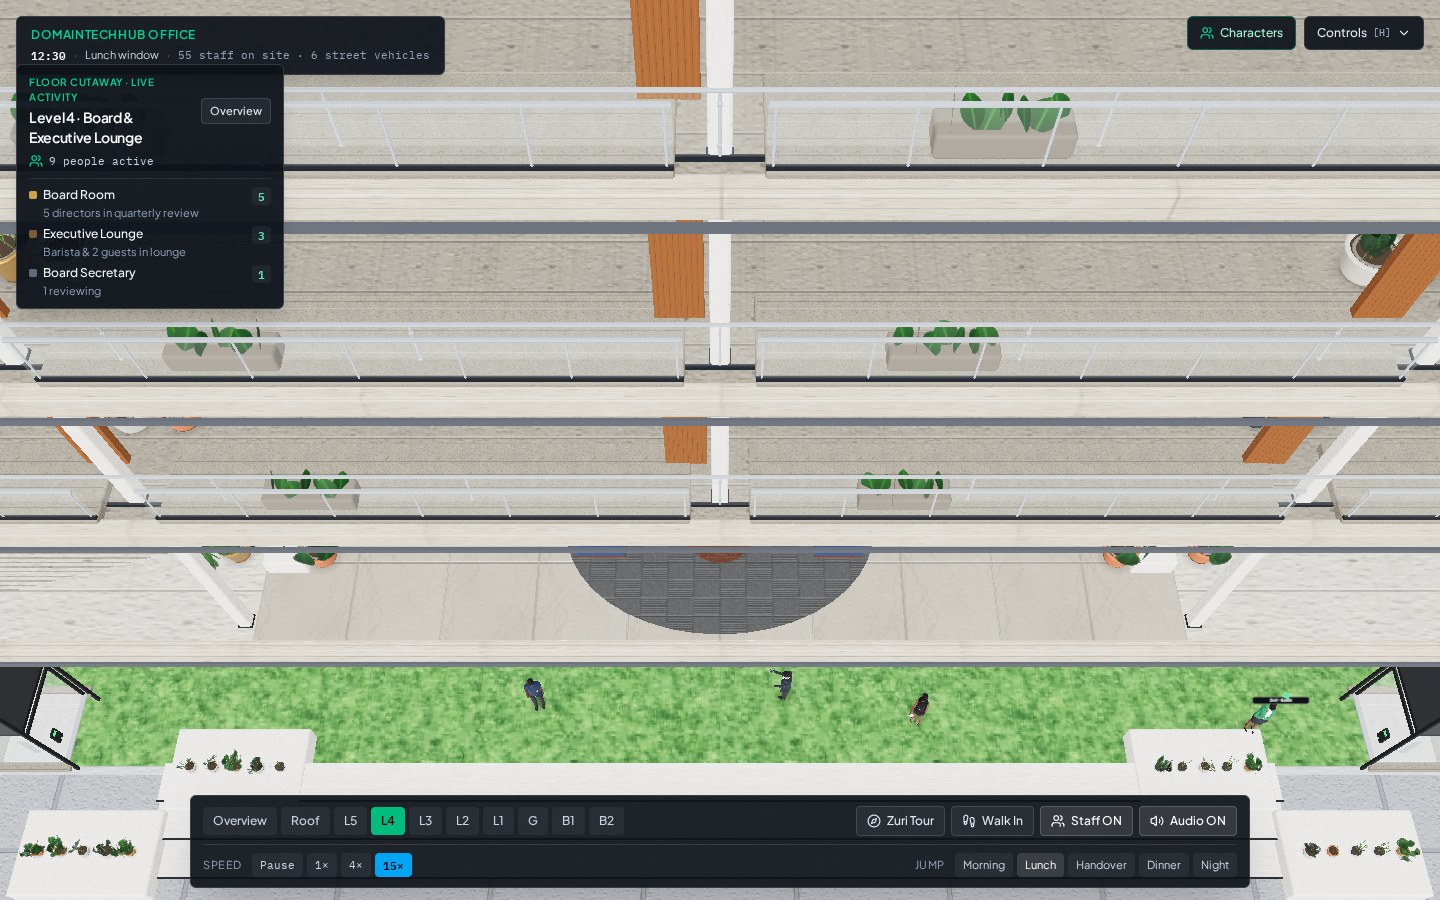 DOMAINTECHHUB OFFICE
12:30 · Lunch window · 55 staff on site · 6 street vehicles
Characters
Controls [H]
FLOOR CUTAWAY · LIVE
ACTIVITY
Level 4 · Board &
Executive Lounge
Overview
9 people active
Board Room 5
5 directors in quarterly review
Executive Lounge 3
Barista & 2 guests in lounge
Board Secretary 1
1 reviewing
Overview Roof L5 L4 L3 L2 L1 G B1 B2
Zuri Tour Walk In Staff ON Audio ON
SPEED Pause 1× 4× 15×
JUMP Morning Lunch Handover Dinner Night